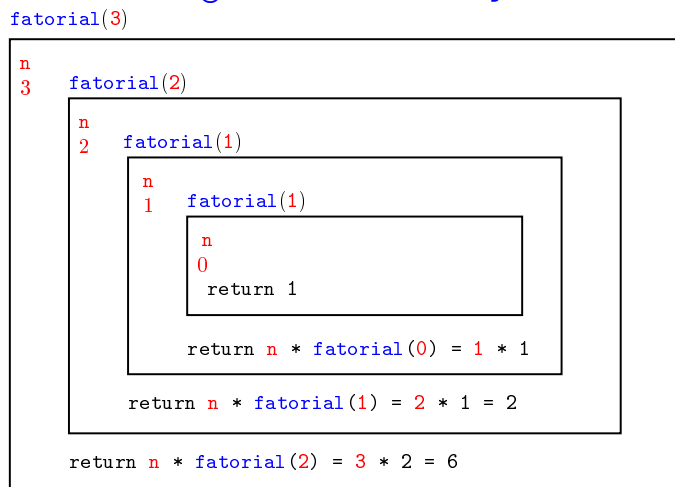 fatorial(3)
n
3
fatorial(2)
n
2
fatorial(1)
n
1
fatorial(1)
n
0
return 1
return n * fatorial(0) = 1 * 1
return n * fatorial(1) = 2 * 1 = 2
return n * fatorial(2) = 3 * 2 = 6